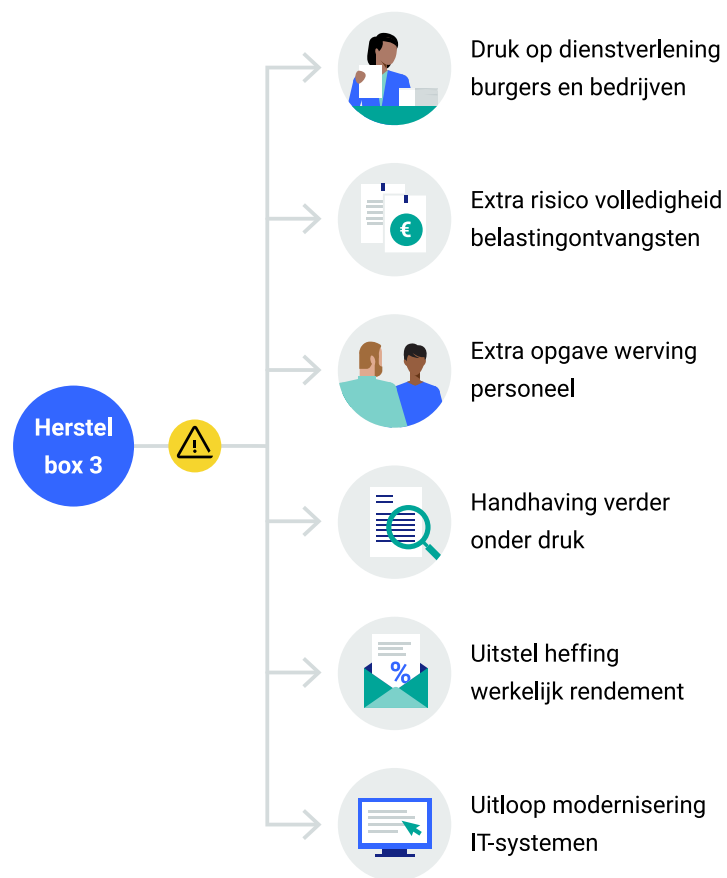 Druk op dienstverlening
burgers en bedrijven
Extra risico volledigheid
belastingontvangsten
€
Extra opgave werving
personeel
Herstel
box 3
Handhaving verder
onder druk
Uitstel heffing
werkelijk rendement
%
Uitloop modernisering
IT-systemen